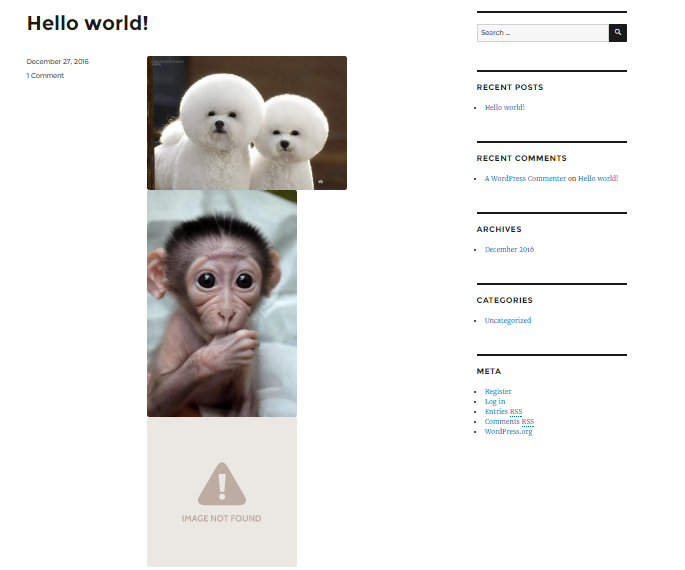 Hello world!
December 27, 2016
1 Comment
IMAGE NOT FOUND
Search ...
RECENT POSTS
Hello world!
RECENT COMMENTS
A WordPress Commenter on Hello world!
ARCHIVES
December 2016
CATEGORIES
Uncategorized
META
Register
Log in
Entries RSS
Comments RSS
WordPress.org